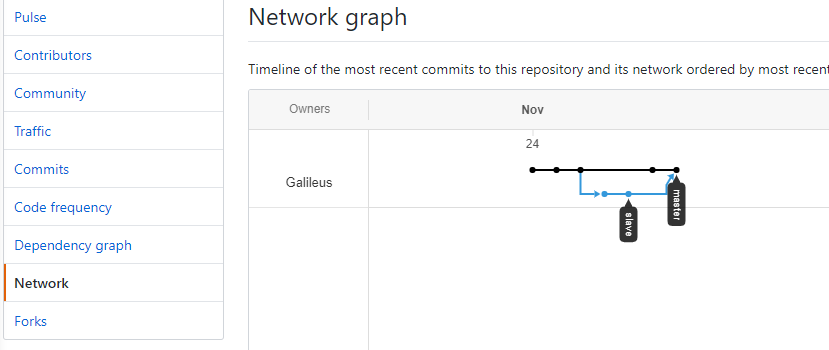 Pulse
Contributors
Community
Traffic
Commits
Code frequency
Dependency graph
Network
Forks
Network graph
Timeline of the most recent commits to this repository and its network ordered by most recent
Owners
Nov
24
Galileus
slave
master